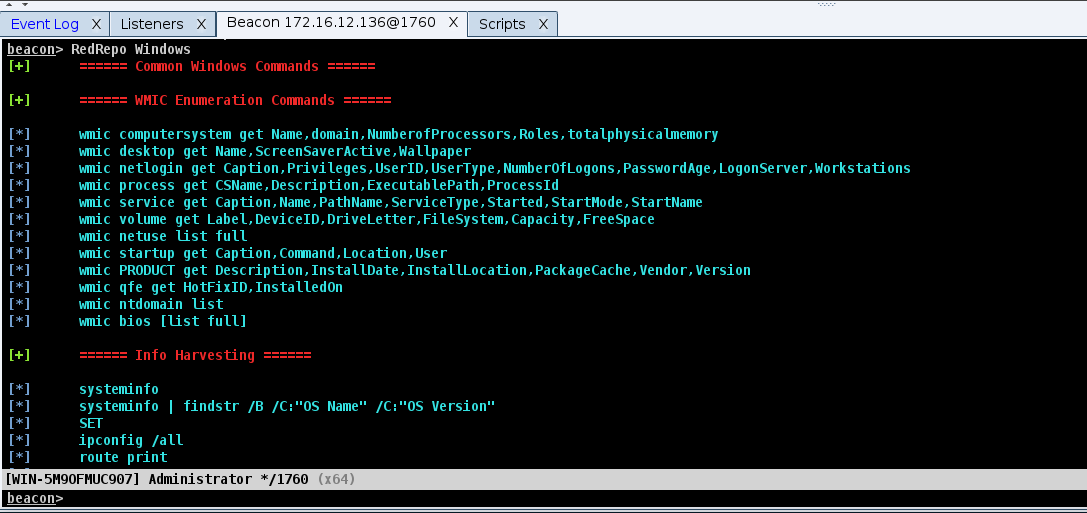 Event Log X Listeners X Beacon 172.16.12.136@1760 X Scripts X
beacon> RedRepo Windows
[+] ====== Common Windows Commands ======
[+] ====== WMIC Enumeration Commands ======
[*] wmic computersystem get Name,domain,NumberofProcessors,Roles,totalphysicalmemory
[*] wmic desktop get Name,ScreenSaverActive,Wallpaper
[*] wmic netlogin get Caption,Privileges,UserID,UserType,NumberOfLogons,PasswordAge,LogonServer,Workstations
[*] wmic process get CSName,Description,ExecutablePath,ProcessId
[*] wmic service get Caption,Name,PathName,ServiceType,Started,StartMode,StartName
[*] wmic volume get Label,DeviceID,DriveLetter,FileSystem,Capacity,FreeSpace
[*] wmic netuse list full
[*] wmic startup get Caption,Command,Location,User
[*] wmic PRODUCT get Description,InstallDate,InstallLocation,PackageCache,Vendor,Version
[*] wmic qfe get HotFixID,InstalledOn
[*] wmic ntdomain list
[*] wmic bios [list full]
[+] ====== Info Harvesting ======
[*] systeminfo
[*] systeminfo | findstr /B /C:"OS Name" /C:"OS Version"
[*] SET
[*] ipconfig /all
[*] route print
[WIN-5M9OFMUC907] Administrator */1760 (x64)
beacon>